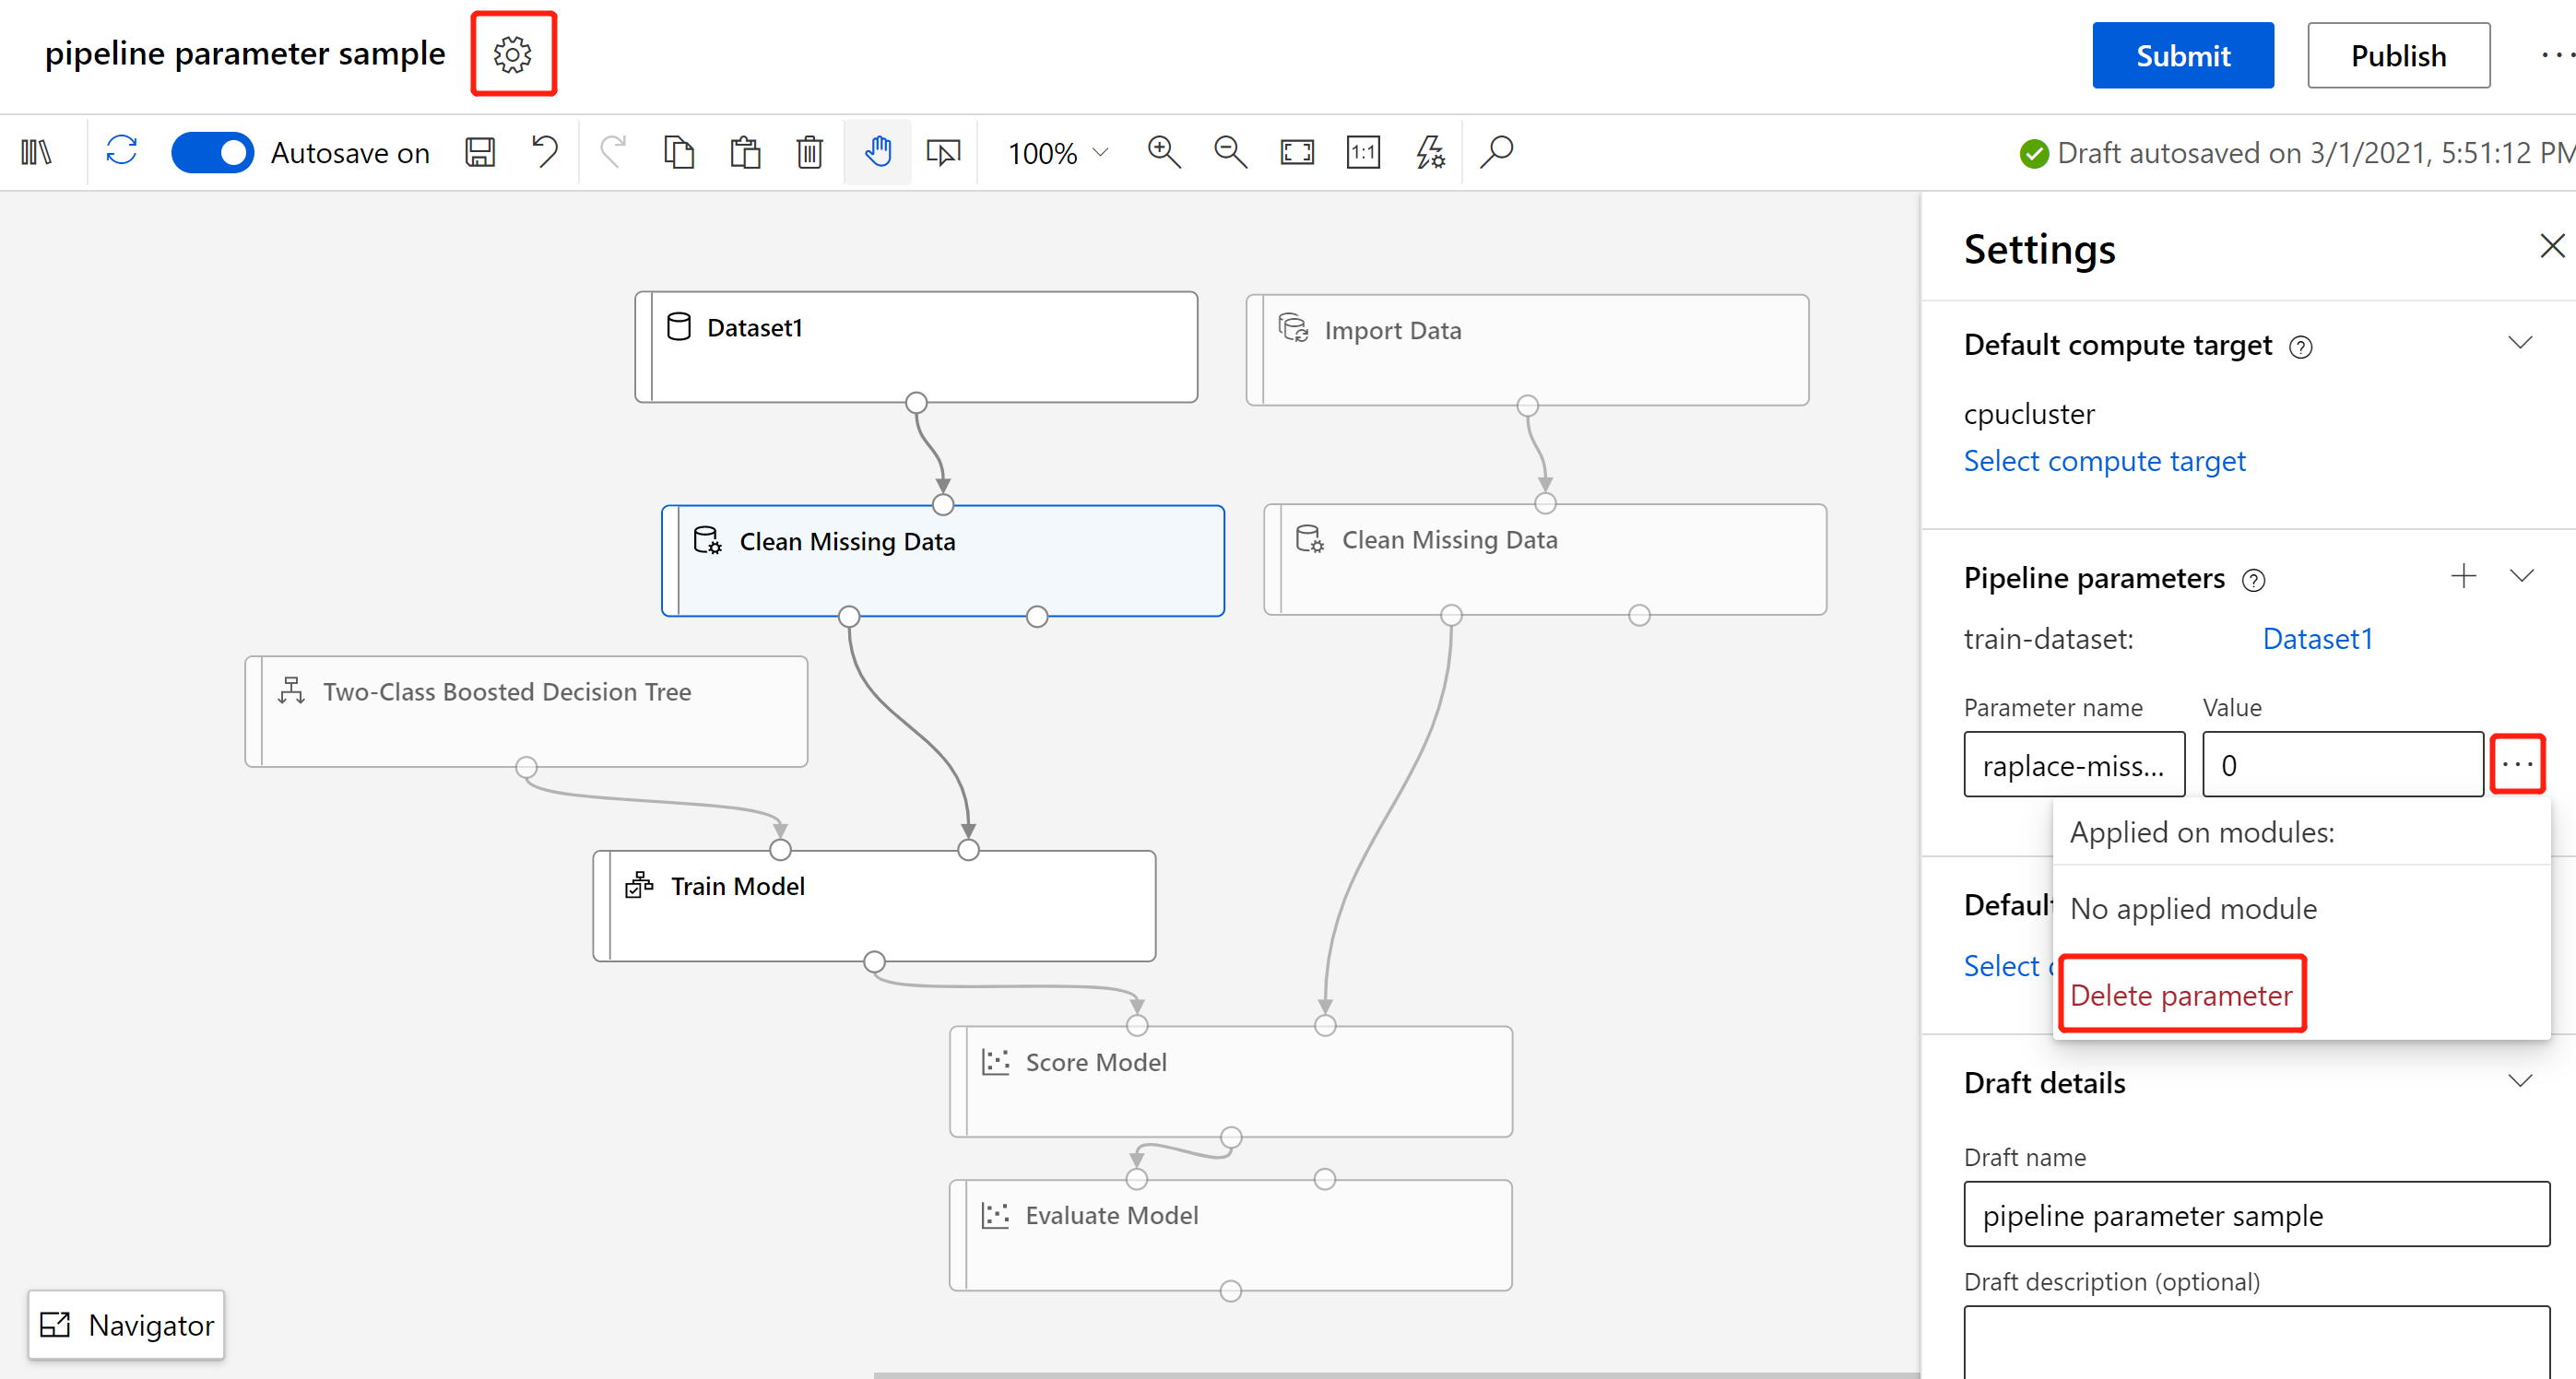 pipeline parameter sample
Submit
Publish
Autosave on
100%
1:1
Draft autosaved on 3/1/2021, 5:51:12 PM
Dataset1
Import Data
Clean Missing Data
Clean Missing Data
Two-Class Boosted Decision Tree
Train Model
Score Model
Evaluate Model
Navigator
Settings
Default compute target
cpucluster
Select compute target
Pipeline parameters
train-dataset: Dataset1
Parameter name Value
raplace-miss... 0
Applied on modules:
No applied module
Default
Select
Delete parameter
Draft details
Draft name
pipeline parameter sample
Draft description (optional)